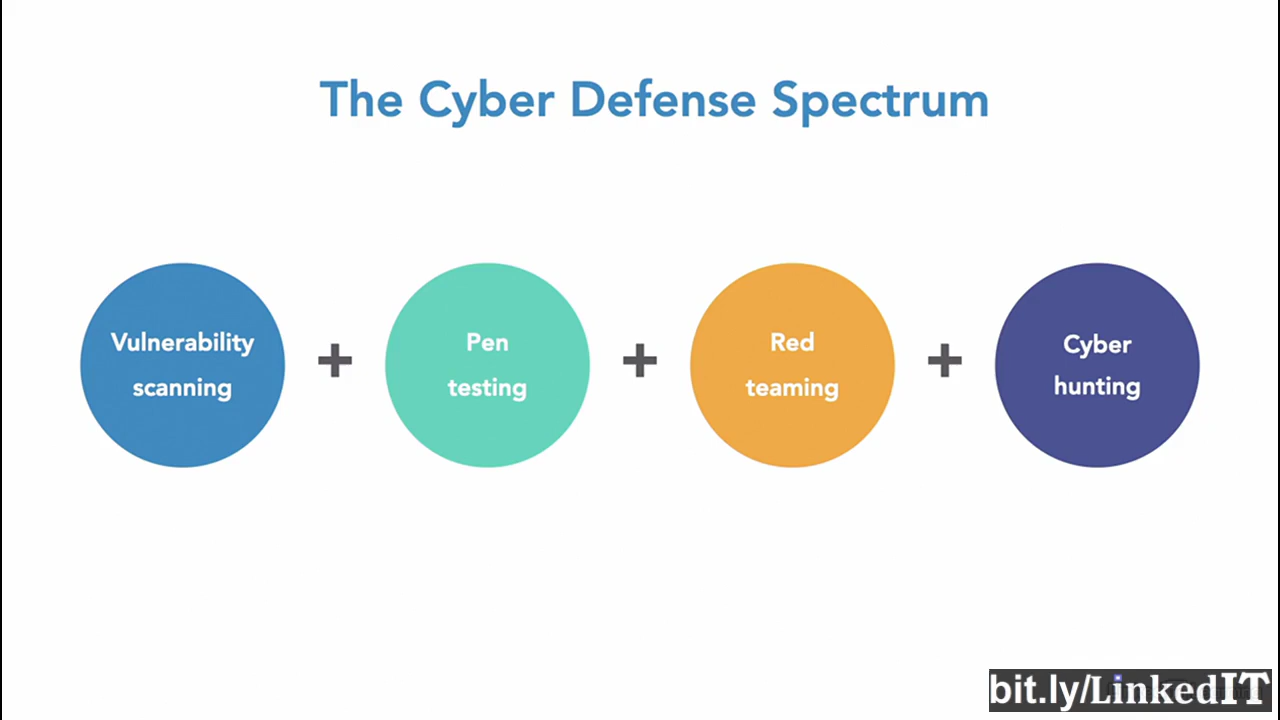 The Cyber Defense Spectrum
Vulnerability
scanning
+
Pen
testing
+
Red
teaming
+
Cyber
hunting
bit.ly/LinkedIT